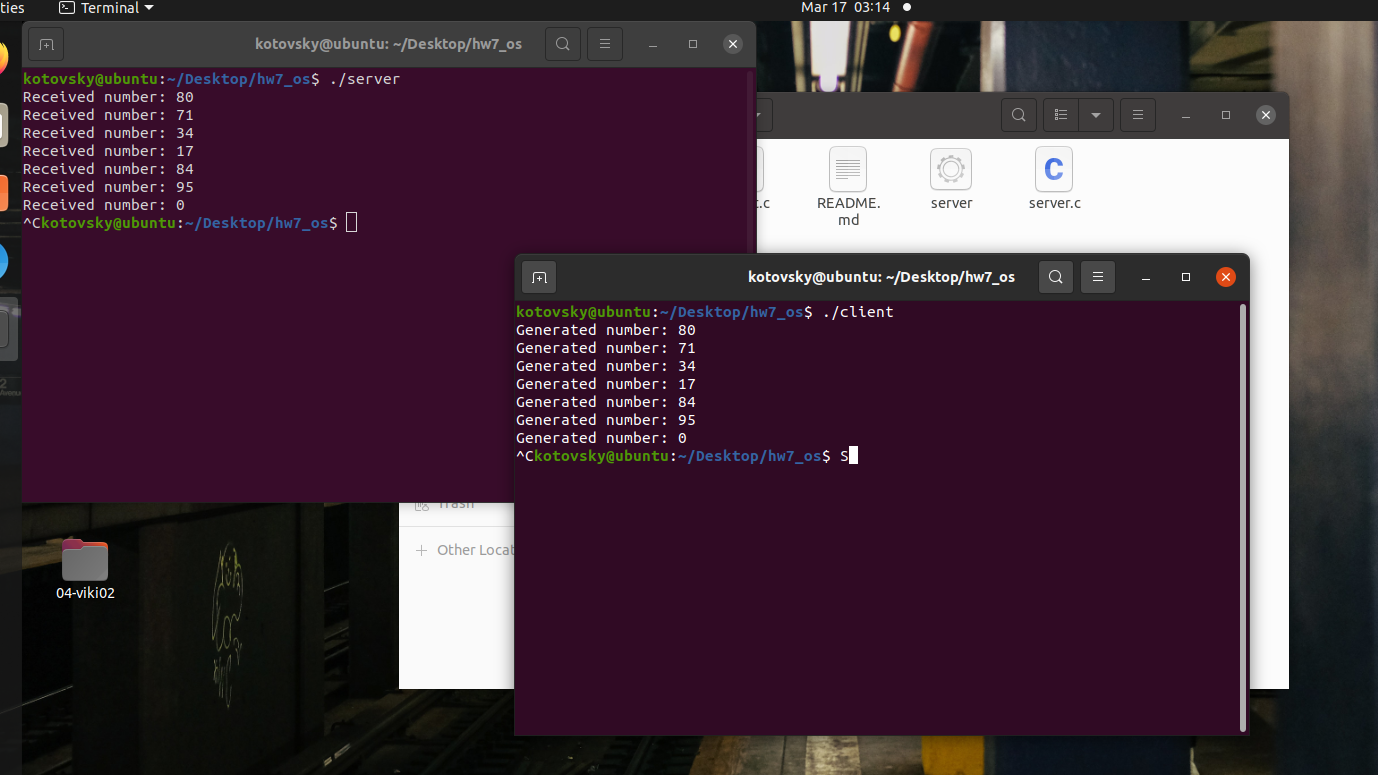 ties Terminal Mar 17 03:14
kotovsky@ubuntu: ~/Desktop/hw7_os
kotovsky@ubuntu:~/Desktop/hw7_os$ ./server
Received number: 80
Received number: 71
Received number: 34
Received number: 17
Received number: 84
Received number: 95
Received number: 0
^Ckotovsky@ubuntu:~/Desktop/hw7_os$
t.c
README.
md
server
server.c
kotovsky@ubuntu: ~/Desktop/hw7_os
kotovsky@ubuntu:~/Desktop/hw7_os$ ./client
Generated number: 80
Generated number: 71
Generated number: 34
Generated number: 17
Generated number: 84
Generated number: 95
Generated number: 0
^Ckotovsky@ubuntu:~/Desktop/hw7_os$ S
Trash
+ Other Locat
04-viki02